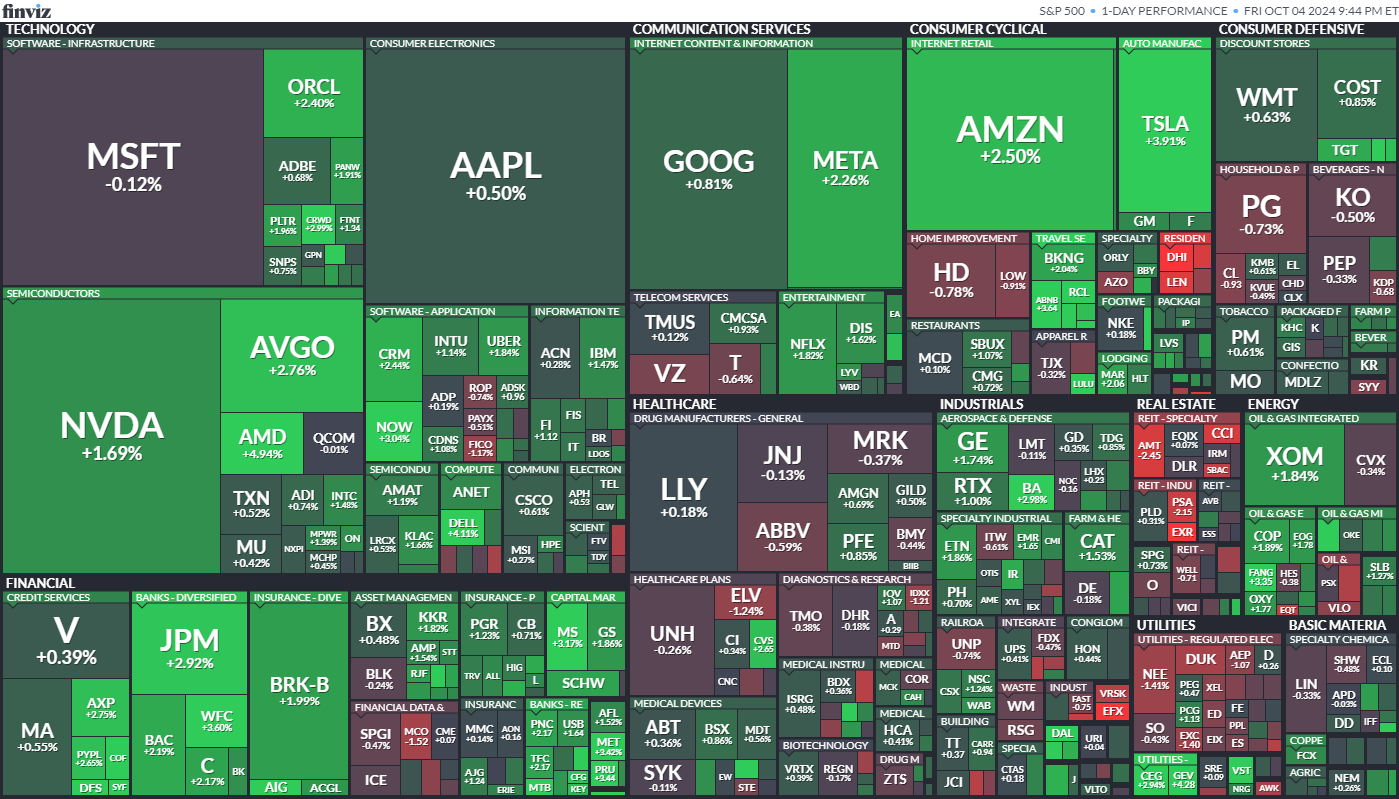 finviz
S&P 500 • 1-DAY PERFORMANCE • FRI OCT 04 2024 9:44 PM ET
TECHNOLOGY
SOFTWARE - INFRASTRUCTURE
MSFT
-0.12%
ORCL
+2.40%
ADBE
+0.68%
PANW
+1.91%
PLTR
+1.96%
CRWD
+2.99%
FTNT
+1.34
SNPS
+0.75%
GPN
CONSUMER ELECTRONICS
AAPL
+0.50%
SEMICONDUCTORS
NVDA
+1.69%
AVGO
+2.76%
AMD
+4.94%
QCOM
-0.01%
TXN
+0.52%
ADI
+0.74%
INTC
+1.48%
MU
+0.42%
NXPI
MPWR
+1.39%
ON
MCHP
+0.45%
SOFTWARE - APPLICATION
CRM
+2.44%
INTU
+1.14%
UBER
+1.84%
NOW
+3.04%
ADP
+0.19%
ROP
-0.74%
ADSK
+0.96
PAYX
-0.51%
CDNS
+1.08%
FICO
-1.17%
INFORMATION TE
ACN
+0.28%
IBM
+1.47%
FI
+1.12
FIS
IT
BR
LDOS
SEMICONDU
AMAT
+1.19%
LRCX
+0.53%
KLAC
+1.66%
COMPUTE
ANET
DELL
+4.11%
COMMUNI
CSCO
+0.61%
MSI
+0.27%
HPE
ELECTRON
APH
+0.53
TEL
GLW
SCIENT
FTV
TDY
COMMUNICATION SERVICES
INTERNET CONTENT & INFORMATION
GOOG
+0.81%
META
+2.26%
TELECOM SERVICES
TMUS
+0.12%
CMCSA
+0.93%
VZ
T
-0.64%
ENTERTAINMENT
NFLX
+1.82%
DIS
+1.62%
LYV
WBD
EA
CONSUMER CYCLICAL
INTERNET RETAIL
AMZN
+2.50%
AUTO MANUFAC
TSLA
+3.91%
GM
F
HOME IMPROVEMENT
HD
-0.78%
LOW
-0.91%
TRAVEL SE
BKNG
+2.04%
ABNB
+3.64
RCL
SPECIALTY
ORLY
BBY
AZO
RESIDEN
DHI
LEN
RESTAURANTS
MCD
+0.10%
SBUX
+1.07%
CMG
+0.72%
APPAREL R
TJX
-0.32%
LULU
FOOTWE
NKE
+0.18%
LODGING
MAR
+2.06
HLT
PACKAGI
IP
LVS
CONSUMER DEFENSIVE
DISCOUNT STORES
WMT
+0.63%
COST
+0.85%
TGT
HOUSEHOLD & P
PG
-0.73%
CL
-0.93
KMB
+0.61%
EL
KVUE
-0.49%
CHD
CLX
BEVERAGES - N
KO
-0.50%
PEP
-0.33%
KDP
-0.68
TOBACCO
PM
+0.61%
MO
PACKAGED F
KHC
K
GIS
CONFECTIO
MDLZ
FARM P
BEVER
KR
SYY
HEALTHCARE
DRUG MANUFACTURERS - GENERAL
LLY
+0.18%
JNJ
-0.13%
ABBV
-0.59%
MRK
-0.37%
AMGN
+0.69%
GILD
+0.50%
PFE
+0.85%
BMY
-0.44%
BIIB
HEALTHCARE PLANS
UNH
-0.26%
ELV
-1.24%
CI
+0.34%
CVS
+2.65
CNC
DIAGNOSTICS & RESEARCH
TMO
-0.38%
DHR
-0.18%
IQV
+1.07
IDXX
-1.21
A
+0.29
MTD
MEDICAL DEVICES
ABT
+0.36%
BSX
+0.86%
MDT
+0.56%
SYK
-0.11%
EW
STE
MEDICAL INSTRU
ISRG
+0.48%
BDX
+0.36%
MEDICAL
MCK
COR
CAH
MEDICAL
HCA
+0.41%
BIOTECHNOLOGY
VRTX
+0.39%
REGN
-0.17%
DRUG M
ZTS
INDUSTRIALS
AEROSPACE & DEFENSE
GE
+1.74%
RTX
+1.00%
LMT
-0.11%
GD
+0.35%
TDG
+0.85%
BA
+2.98%
NOC
-0.16
LHX
+0.23
SPECIALTY INDUSTRIAL
ETN
+1.86%
ITW
-0.61%
EMR
+1.65
CMI
PH
+0.70%
OTIS
IR
AME
XYL
IEX
FARM & HE
CAT
+1.53%
DE
-0.18%
RAILROA
UNP
-0.74%
CSX
NSC
+1.24%
WAB
INTEGRATE
UPS
+0.41%
FDX
-0.47%
CONGLOM
HON
+0.44%
WASTE
WM
RSG
INDUST
FAST
-0.75
VRSK
EFX
BUILDING
TT
+0.37
CARR
+0.94
JCI
SPECIA
CTAS
+0.18
DAL
URI
+0.04
J
VLTO
REAL ESTATE
REIT - SPECIALTY
AMT
-2.45
EQIX
+0.07%
CCI
DLR
IRM
SBAC
REIT - INDU
PLD
+0.31%
PSA
-2.15
EXR
REIT -
AVB
ESS
SPG
+0.73%
O
REIT -
WELL
-0.71
VICI
ENERGY
OIL & GAS INTEGRATED
XOM
+1.84%
CVX
-0.34%
OIL & GAS E
COP
+1.89%
EOG
+1.78
FANG
+3.35
HES
-0.38
OXY
+1.77
EQT
OIL & GAS MI
OKE
OIL &
PSX
VLO
SLB
+1.27%
UTILITIES
UTILITIES - REGULATED ELEC
NEE
-1.41%
DUK
AEP
-1.07
D
+0.26
SO
-0.43%
PEG
+0.47
XEL
PCG
+1.13
ED
FE
PPL
EXC
-1.40
EIX
ES
UTILITIES -
CEG
+2.94%
GEV
+4.28
SRE
+0.09
VST
NRG
AWK
BASIC MATERIA
SPECIALTY CHEMICA
LIN
-0.33%
SHW
-0.48%
ECL
+0.10
APD
-0.03%
DD
IFF
COPPE
FCX
AGRIC
NEM
+0.26%
FINANCIAL
CREDIT SERVICES
V
+0.39%
MA
+0.55%
AXP
+2.75%
PYPL
+2.65%
COF
DFS
SYF
BANKS - DIVERSIFIED
JPM
+2.92%
BAC
+2.19%
WFC
+3.60%
C
+2.17%
BK
INSURANCE - DIVE
BRK-B
+1.99%
AIG
ACGL
ASSET MANAGEMEN
BX
+0.48%
KKR
+1.82%
AMP
+1.54%
STT
BLK
-0.24%
RJF
FINANCIAL DATA &
SPGI
-0.47%
MCO
-1.52
CME
+0.07
ICE
INSURANCE - P
PGR
+1.23%
CB
+0.71%
TRV
ALL
HIG
L
CAPITAL MAR
MS
+3.17%
GS
+1.86%
SCHW
INSURANC
MMC
+0.14%
AON
+0.16
AJG
+1.24
ERIE
BANKS - RE
PNC
+2.17
USB
+1.64
TFC
+2.17
CFG
MTB
KEY
AFL
+1.52%
MET
+3.42%
PRU
+3.44